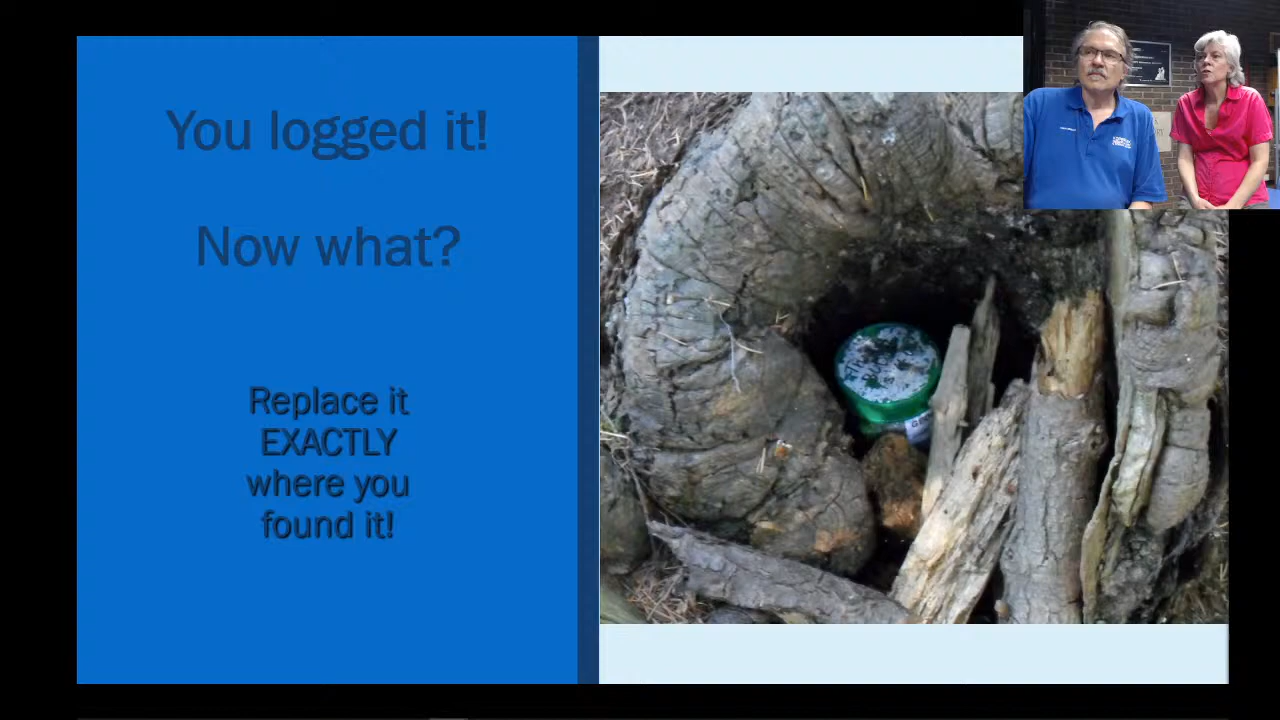 You logged it!
Now what?
Replace it
EXACTLY
where you
found it!